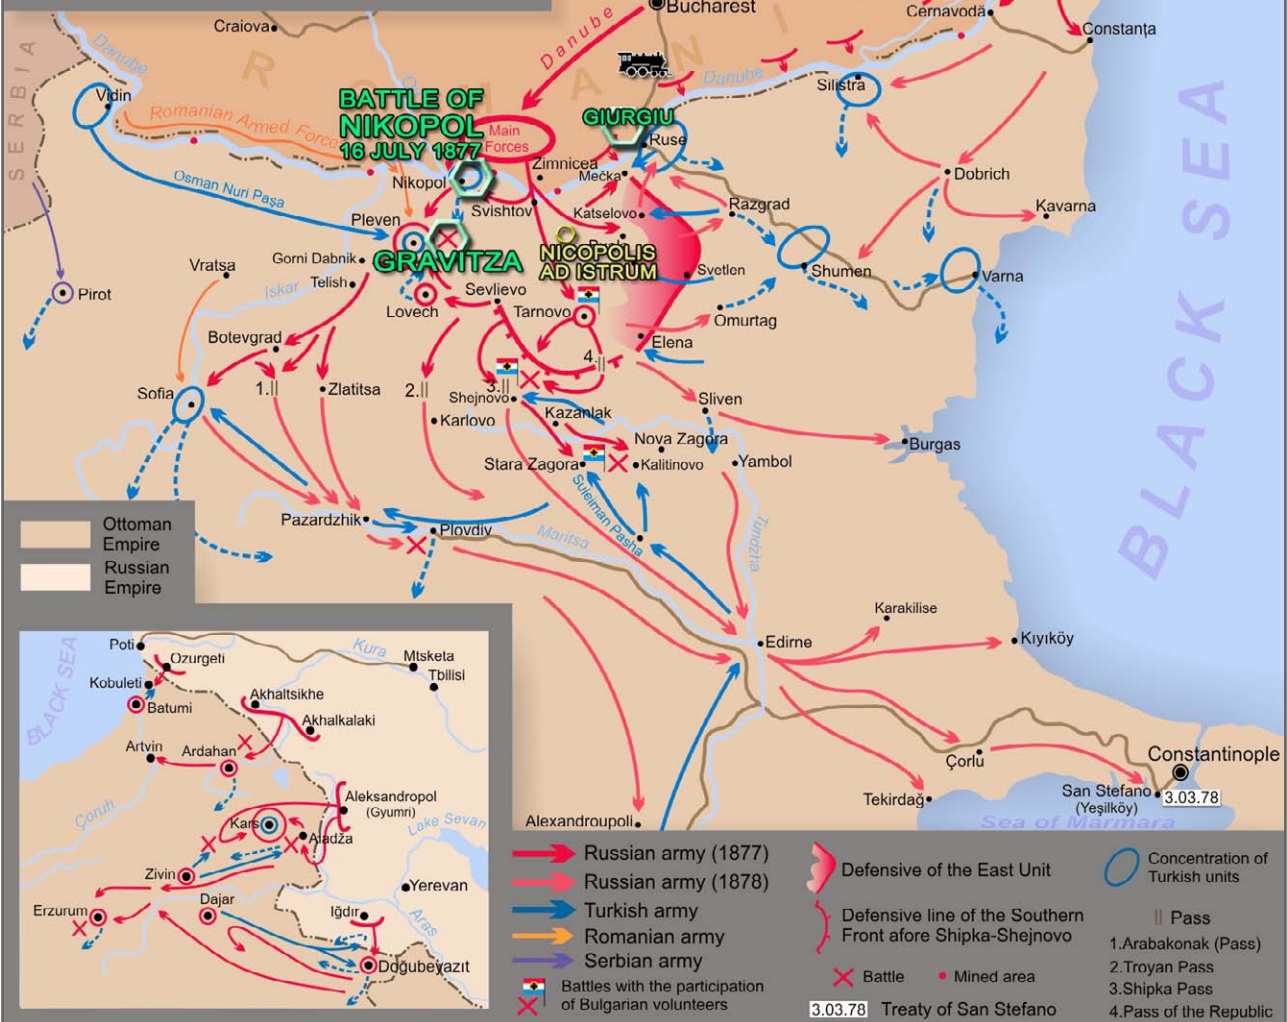 Bucharest
Craiova
Cernavodă
Constanţa
Danube
R
N
I
A
SERBIA
Danube
Danube
Vidin
Silistra
BATTLE OF
NIKOPOL
16 JULY 1877
GIURGIU
Romanian Armed Force
Main
Forces
Ruse
Zimnicea
Mečka
Nikopol
Osman Nuri Paşa
Svishtov
Dobrich
Katselovo
Razgrad
Kavarna
Pleven
GRAVITZA
NICOPOLIS
AD ISTRUM
Gorni Dabnik
Vratsa
Telish
Iskar
Pirot
Lovech
Sevlievo
Tarnovo
Svetlen
Shumen
Varna
Omurtag
Botevgrad
Elena
4.
Sofia
1.
Zlatitsa
2.
3.
Shejnovo
Karlovo
Kazanlak
Sliven
Nova Zagora
Burgas
Stara Zagora
Kalitinovo
Yambol
Suleiman Pasha
Tundzha
Pazardzhik
Plovdiv
Maritsa
BLACK SEA
Ottoman
Empire
Russian
Empire
Karakilise
Edirne
Kıyıköy
Çorlu
Constantinople
Tekirdağ
San Stefano
(Yeşilköy)
3.03.78
Sea of Marmara
Alexandroupoli
Poti
Ozurgeti
Kura
Mtsketa
Tbilisi
Kobuleti
BLACK SEA
Batumi
Akhaltsikhe
Akhalkalaki
Artvin
Ardahan
Çoruh
Aleksandropol
(Gyumri)
Kars
Aladža
Lake Sevan
Zivin
Yerevan
Erzurum
Dajar
Iğdır
Aras
Doğubeyazıt
Russian army (1877)
Russian army (1878)
Turkish army
Romanian army
Serbian army
Battles with the participation
of Bulgarian volunteers
Defensive of the East Unit
Defensive line of the Southern
Front afore Shipka-Shejnovo
Battle
Mined area
3.03.78 Treaty of San Stefano
Concentration of
Turkish units
Pass
1.Arabakonak (Pass)
2.Troyan Pass
3.Shipka Pass
4.Pass of the Republic